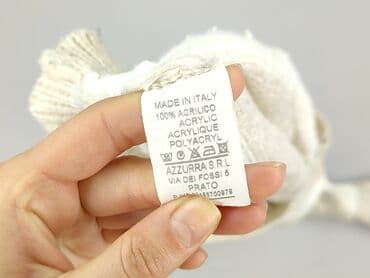 MADE IN ITALY
100% ACRILICO
ACRYLIC
ACRYLIQUE
POLYACRYL
AZZURRA S.R.L
VIA DEI FOSSI 5
PRATO